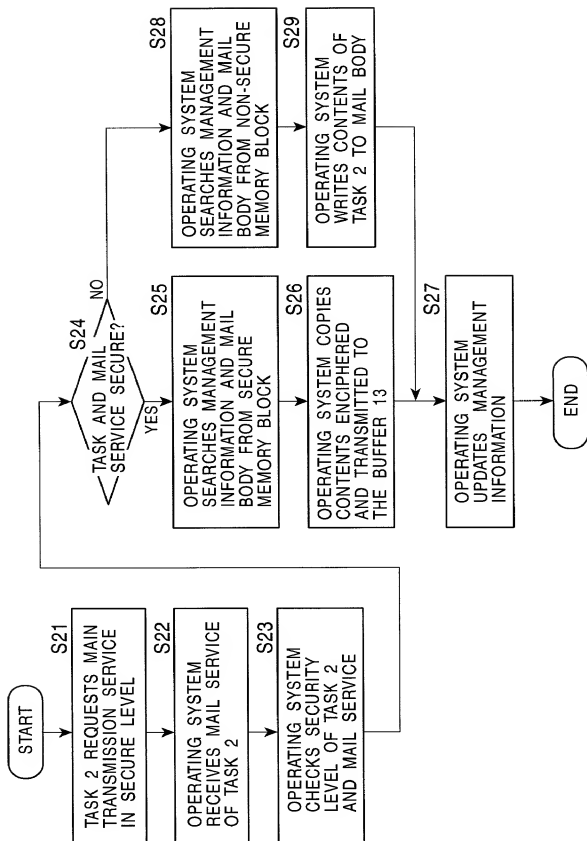 START
S21
TASK 2 REQUESTS MAIN
TRANSMISSION SERVICE
IN SECURE LEVEL
S22
OPERATING SYSTEM
RECEIVES MAIL SERVICE
OF TASK 2
S23
OPERATING SYSTEM
CHECKS SECURITY
LEVEL OF TASK 2
AND MAIL SERVICE
S24
TASK AND MAIL
SERVICE SECURE?
NO
YES
S25
OPERATING SYSTEM
SEARCHES MANAGEMENT
INFORMATION AND MAIL
BODY FROM SECURE
MEMORY BLOCK
S26
OPERATING SYSTEM COPIES
CONTENTS ENCIPHERED
AND TRANSMITTED TO
THE BUFFER 13
S27
OPERATING SYSTEM
UPDATES MANAGEMENT
INFORMATION
END
S28
OPERATING SYSTEM
SEARCHES MANAGEMENT
INFORMATION AND MAIL
BODY FROM NON-SECURE
MEMORY BLOCK
S29
OPERATING SYSTEM
WRITES CONTENTS OF
TASK 2 TO MAIL BODY